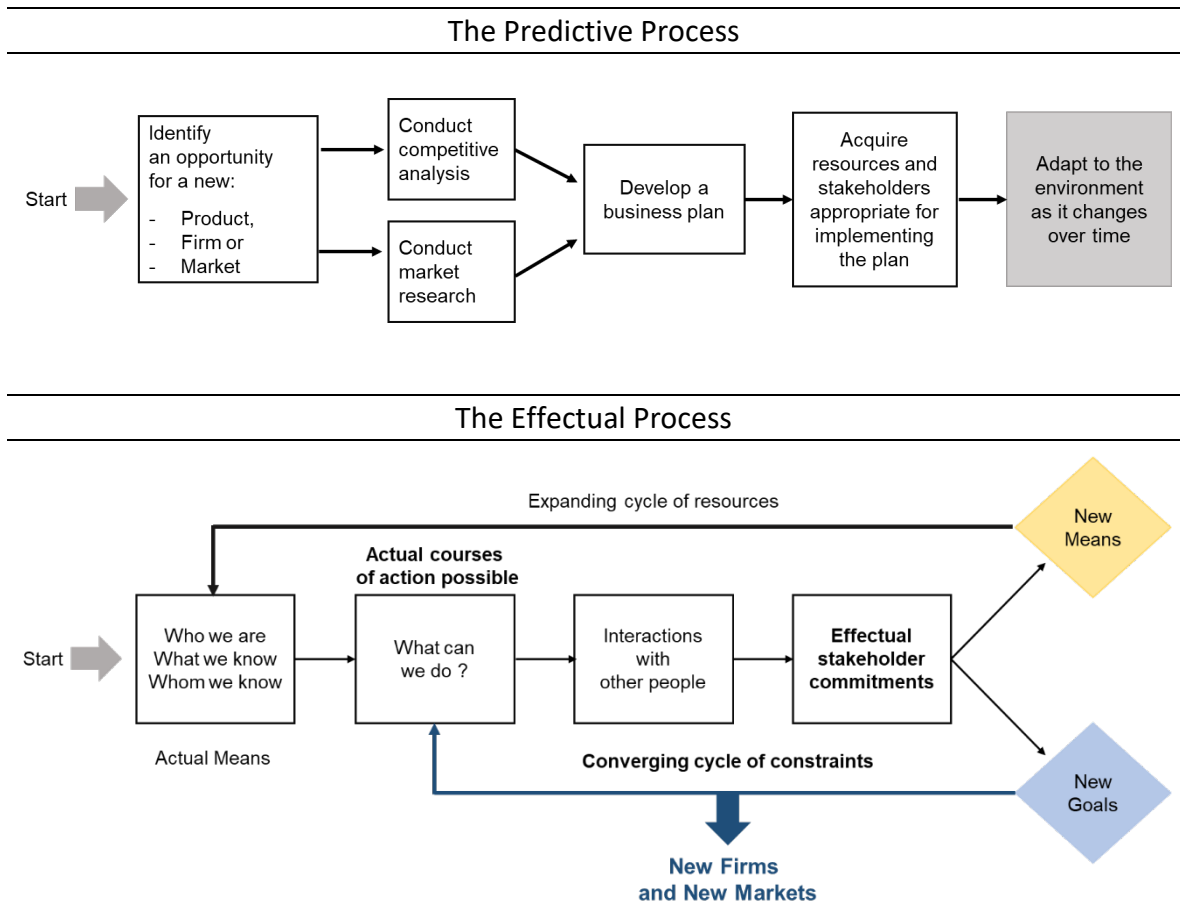 The Predictive Process
Start
Identify
an opportunity
for a new:
- Product,
- Firm or
- Market
Conduct
competitive
analysis
Conduct
market
research
Develop a
business plan
Acquire
resources and
stakeholders
appropriate for
implementing
the plan
Adapt to the
environment
as it changes
over time
The Effectual Process
Expanding cycle of resources
New
Means
Actual courses
of action possible
Start
Who we are
What we know
Whom we know
What can
we do ?
Interactions
with
other people
Effectual
stakeholder
commitments
Actual Means
Converging cycle of constraints
New
Goals
New Firms
and New Markets